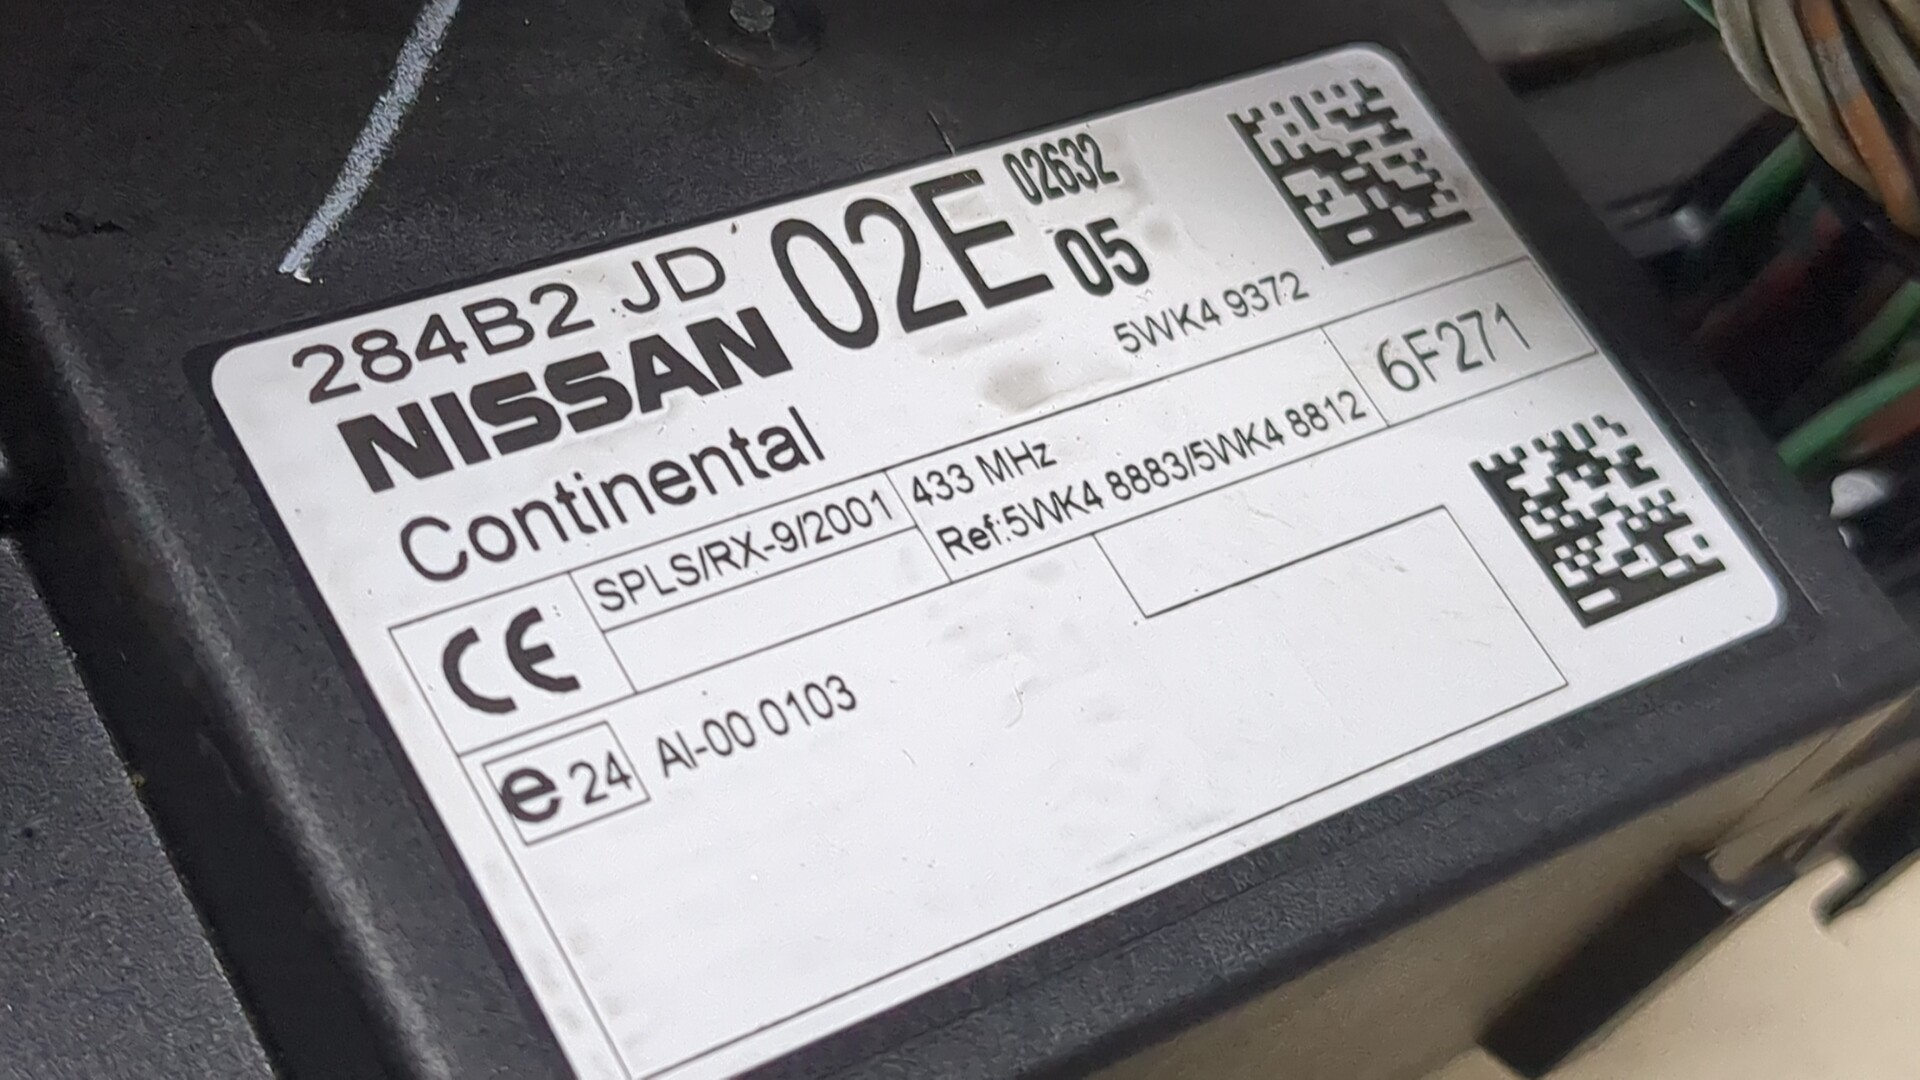 284B2 JD 02E 02632
NISSAN 05
Continental 5WK4 9372
CE SPLS/RX-9/2001 433 MHz 6F271
Ref:5WK4 8883/5WK4 8812
e24 AI-00 0103